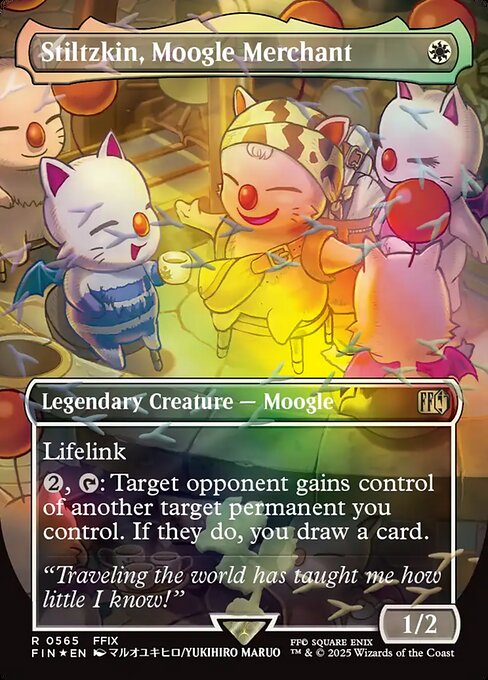 Stiltzkin, Moogle Merchant
Legendary Creature — Moogle
Lifelink
2, : Target opponent gains control
of another target permanent you
control. If they do, you draw a card.
“Traveling the world has taught me how
little I know!”
1/2
R 0565 FFIX
FIN★EN マルオユキヒロ/YUKIHIRO MARUO
FF© SQUARE ENIX
™ & © 2025 Wizards of the Coast